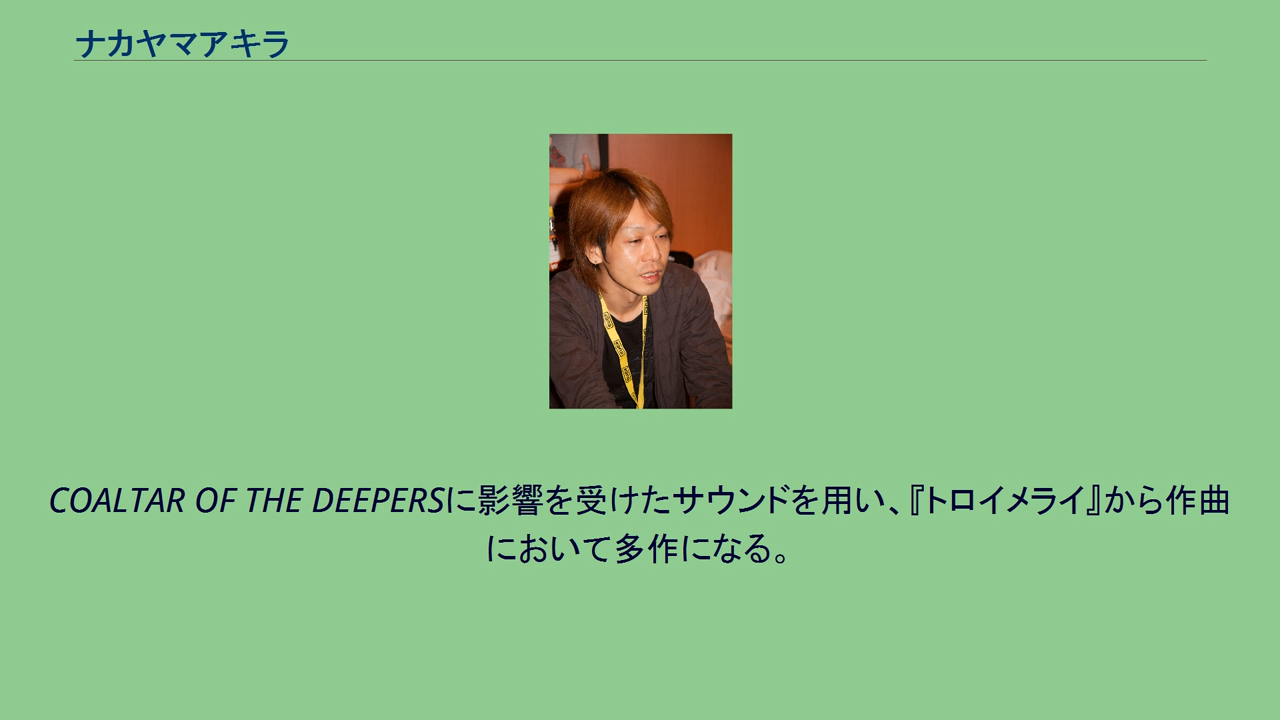 ナカヤマアキラ
COALTAR OF THE DEEPERSに影響を受けたサウンドを用い、『トロイメライ』から作曲
において多作になる。